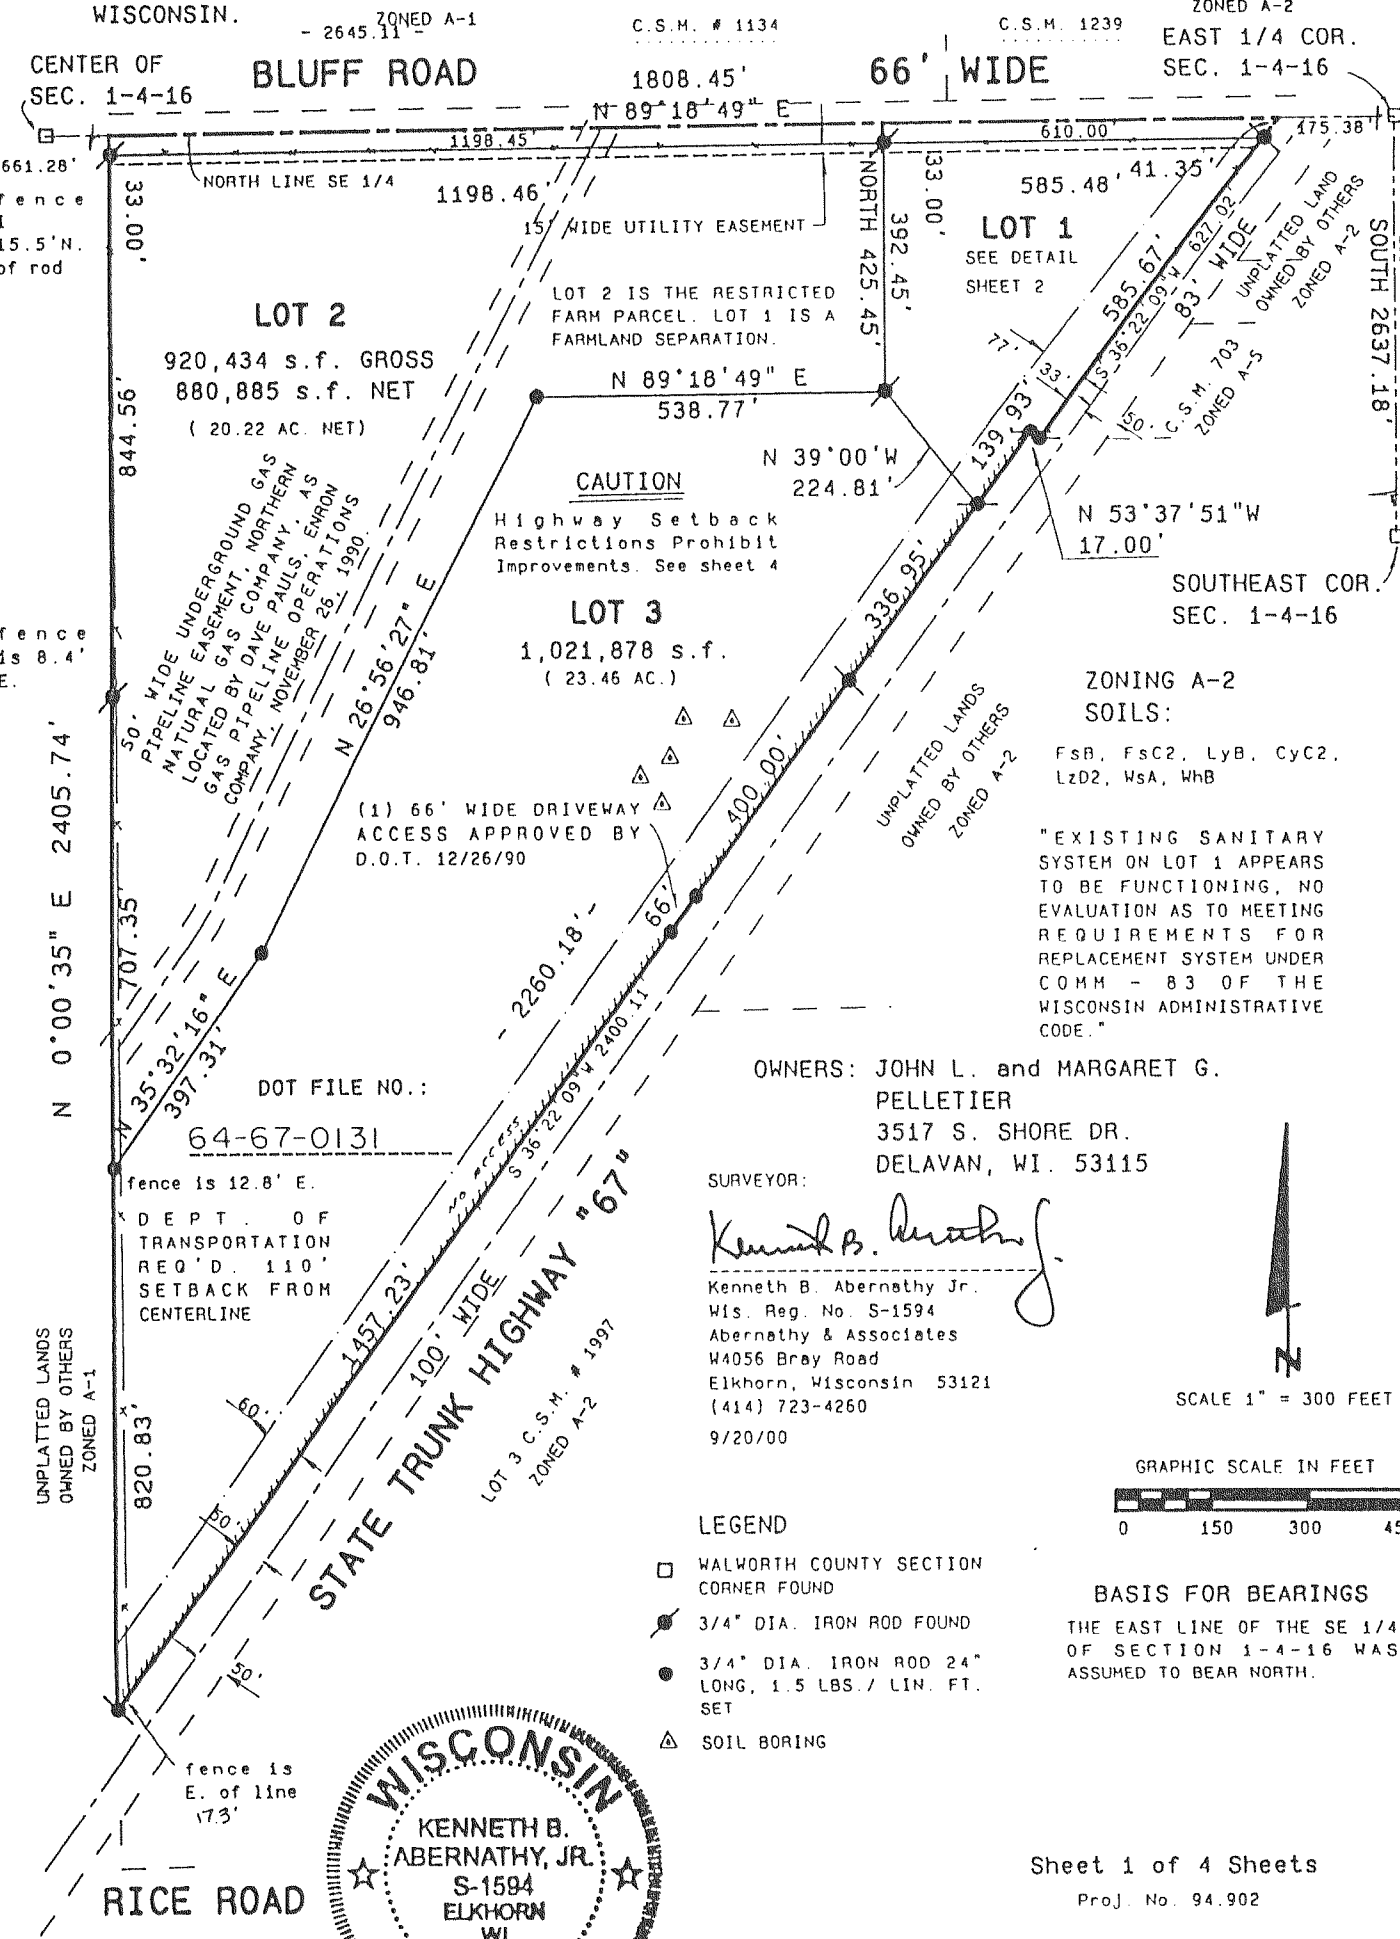 WISCONSIN.
ZONED A-1
- 2645.11' -
C.S.M. # 1134
C.S.M. 1239
ZONED A-2
CENTER OF
SEC. 1-4-16
BLUFF ROAD
1808.45'
66' WIDE
EAST 1/4 COR.
SEC. 1-4-16
N 89°18'49" E
1198.45'
610.00'
175.38'
661.28'
NORTH LINE SE 1/4
1198.46'
585.48'
41.35'
fence
15.5'N.
of rod
33.00'
15' WIDE UTILITY EASEMENT
NORTH 425.45'
392.45'
33.00'
LOT 1
SEE DETAIL
SHEET 2
585.67'
S 36°22'09"W 627.02'
83' WIDE
UNPLATTED LAND
OWNED BY OTHERS
ZONED A-2
SOUTH 2637.18'
LOT 2
920,434 s.f. GROSS
880,885 s.f. NET
( 20.22 AC. NET)
LOT 2 IS THE RESTRICTED
FARM PARCEL. LOT 1 IS A
FARMLAND SEPARATION.
77'
33'
50'
C.S.M. 703
ZONED A-5
844.56'
N 89°18'49" E
538.77'
139.93'
N 39°00'W
224.81'
N 53°37'51"W
17.00'
CAUTION
Highway Setback
Restrictions Prohibit
Improvements. See sheet 4
50' WIDE UNDERGROUND GAS
PIPELINE EASEMENT, NORTHERN
NATURAL GAS COMPANY, AS
LOCATED BY DAVE PAULS, ENRON
GAS PIPELINE OPERATIONS
COMPANY, NOVEMBER 26, 1990.
SOUTHEAST COR.
SEC. 1-4-16
LOT 3
1,021,878 s.f.
( 23.46 AC.)
336.95'
fence
is 8.4'
E.
N 26°56'27" E
946.81'
UNPLATTED LANDS
OWNED BY OTHERS
ZONED A-2
ZONING A-2
SOILS:
FsB, FsC2, LyB, CyC2,
LzD2, WsA, WhB
N 0°00'35" E 2405.74'
400.00'
(1) 66' WIDE DRIVEWAY
ACCESS APPROVED BY
D.O.T. 12/26/90
66'
"EXISTING SANITARY
SYSTEM ON LOT 1 APPEARS
TO BE FUNCTIONING, NO
EVALUATION AS TO MEETING
REQUIREMENTS FOR
REPLACEMENT SYSTEM UNDER
COMM - 83 OF THE
WISCONSIN ADMINISTRATIVE
CODE."
707.35'
N 35°32'16" E
397.31'
- 2260.18' -
S 36°22'09"W 2400.11
NO ACCESS
DOT FILE NO.:
64-67-0131
OWNERS: JOHN L. and MARGARET G.
PELLETIER
3517 S. SHORE DR.
DELAVAN, WI. 53115
fence is 12.8' E.
DEPT. OF
TRANSPORTATION
REQ'D. 110'
SETBACK FROM
CENTERLINE
SURVEYOR:
Kenneth B. Abernathy Jr.
Kenneth B. Abernathy Jr.
Wis. Reg. No. S-1594
Abernathy & Associates
W4056 Bray Road
Elkhorn, Wisconsin 53121
(414) 723-4260
9/20/00
1457.23'
100' WIDE
STATE TRUNK HIGHWAY "67"
LOT 3 C.S.M. # 1997
ZONED A-2
N
SCALE 1" = 300 FEET
UNPLATTED LANDS
OWNED BY OTHERS
ZONED A-1
820.83'
60'
50'
50'
GRAPHIC SCALE IN FEET
0 150 300 45
LEGEND
WALWORTH COUNTY SECTION
CORNER FOUND
3/4" DIA. IRON ROD FOUND
3/4" DIA. IRON ROD 24"
LONG, 1.5 LBS./ LIN. FT.
SET
SOIL BORING
BASIS FOR BEARINGS
THE EAST LINE OF THE SE 1/4
OF SECTION 1-4-16 WAS
ASSUMED TO BEAR NORTH.
fence is
E. of line
17.3'
RICE ROAD
WISCONSIN
KENNETH B.
ABERNATHY, JR.
S-1594
ELKHORN
WI
Sheet 1 of 4 Sheets
Proj. No. 94.902